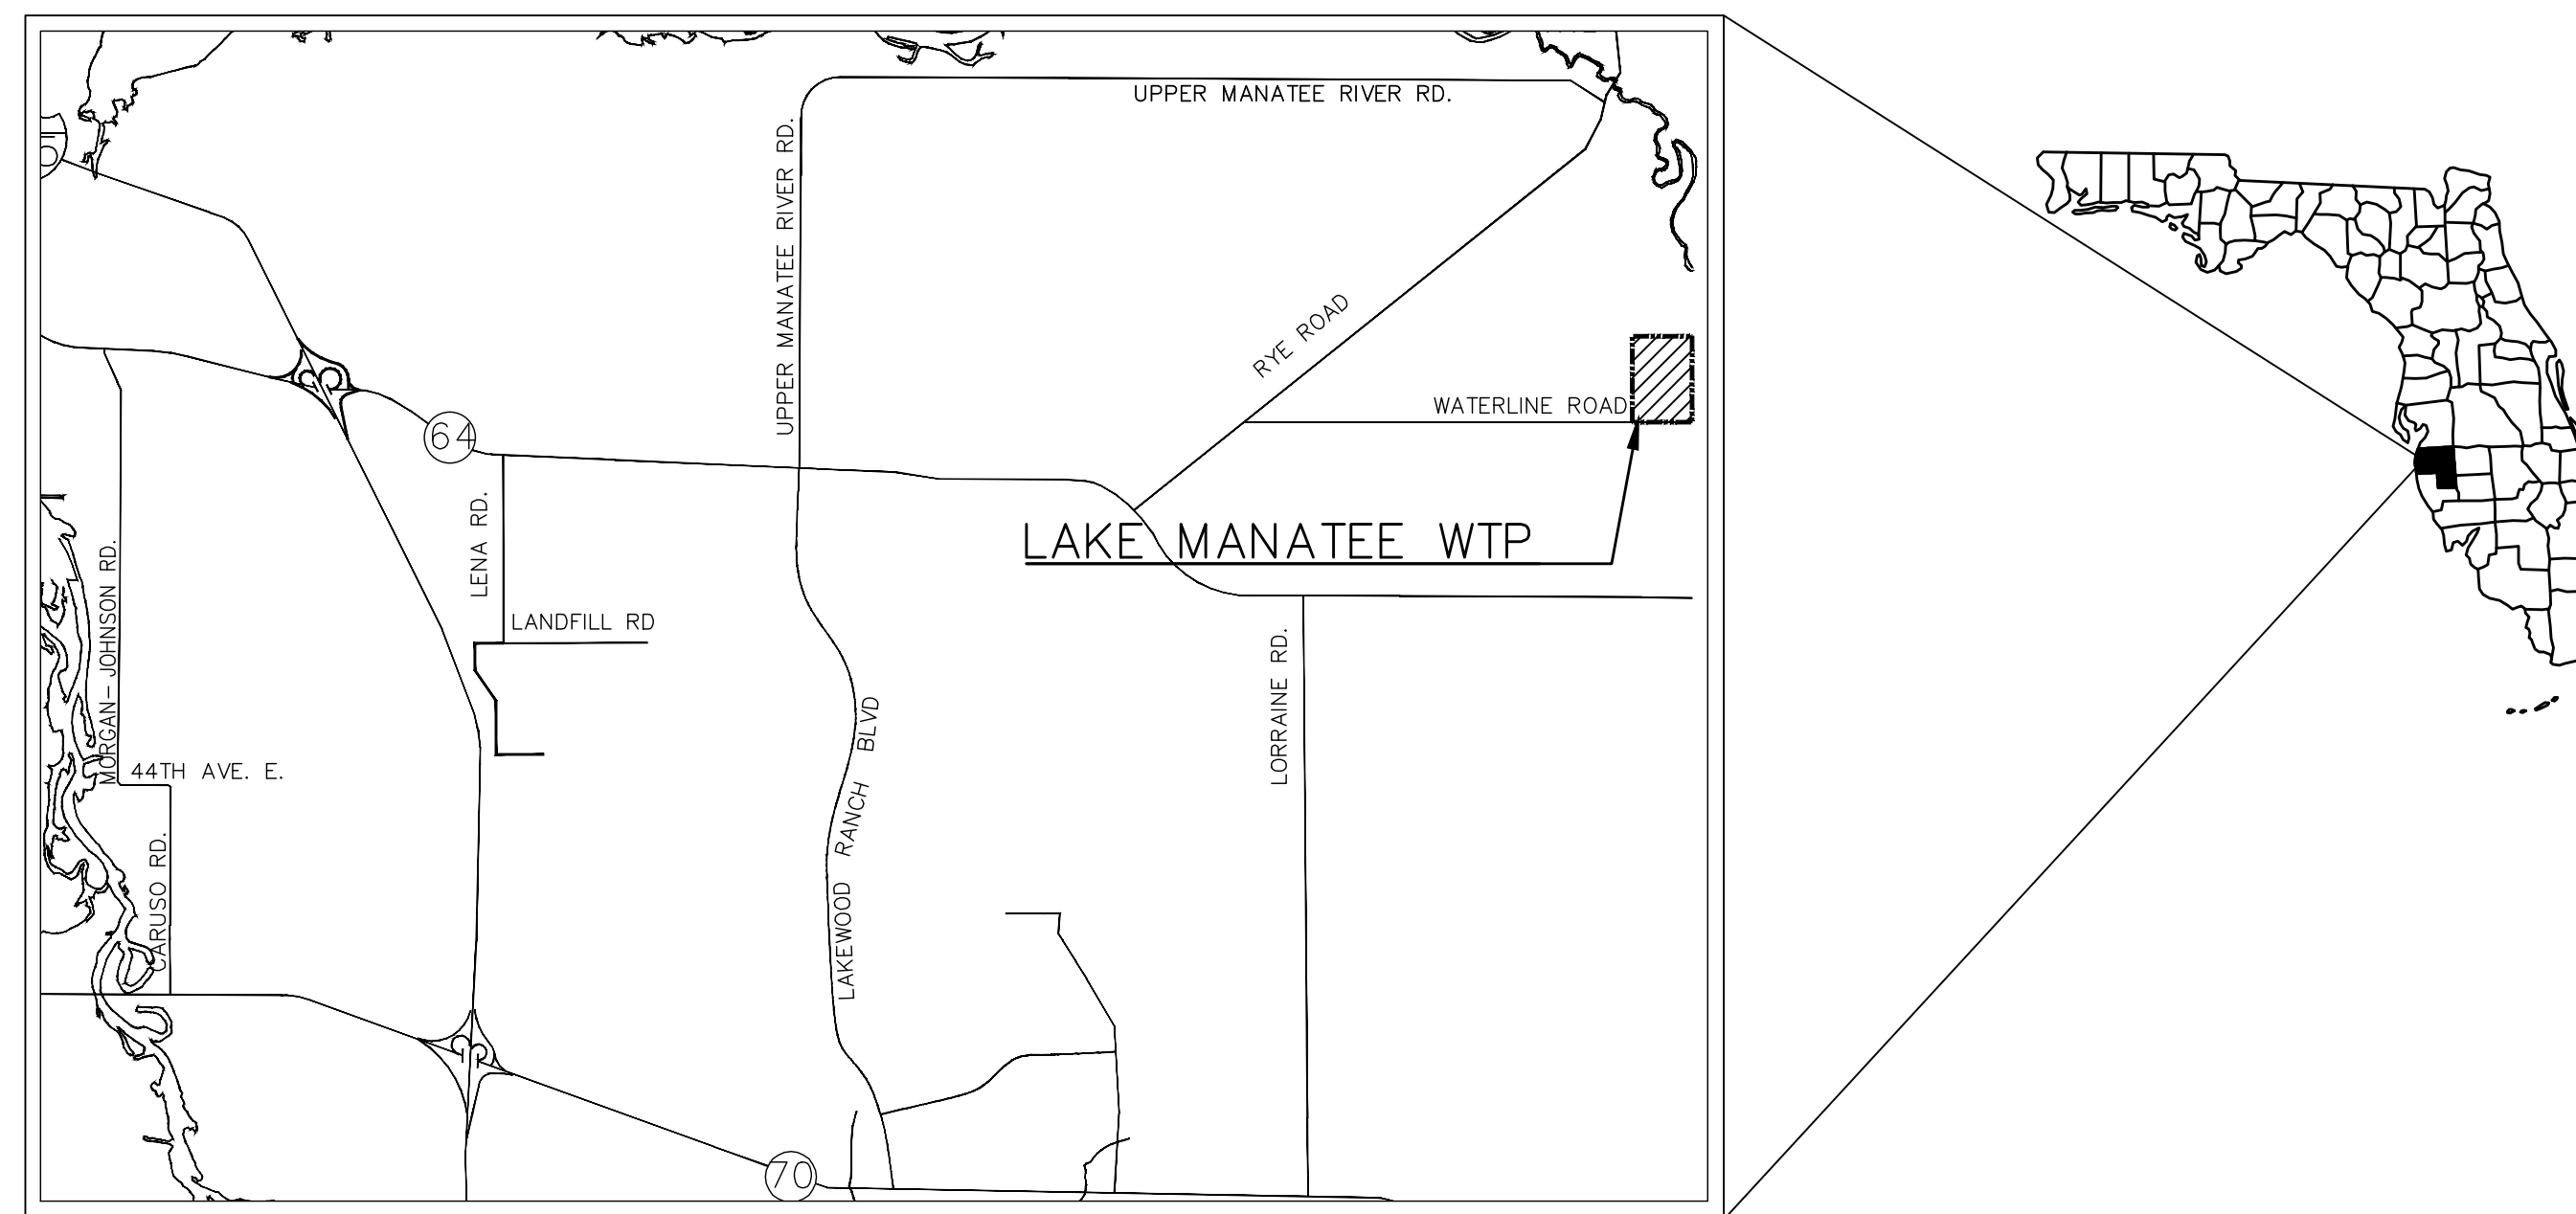 UPPER MANATEE RIVER RD.
UPPER MANATEE RIVER RD.
RYE ROAD
WATERLINE ROAD
64
LENA RD.
LAKE MANATEE WTP
MORGAN-JOHNSON RD.
LANDFILL RD
LORRAINE RD.
LAKEWOOD RANCH BLVD
44TH AVE. E.
CARUSO RD.
70